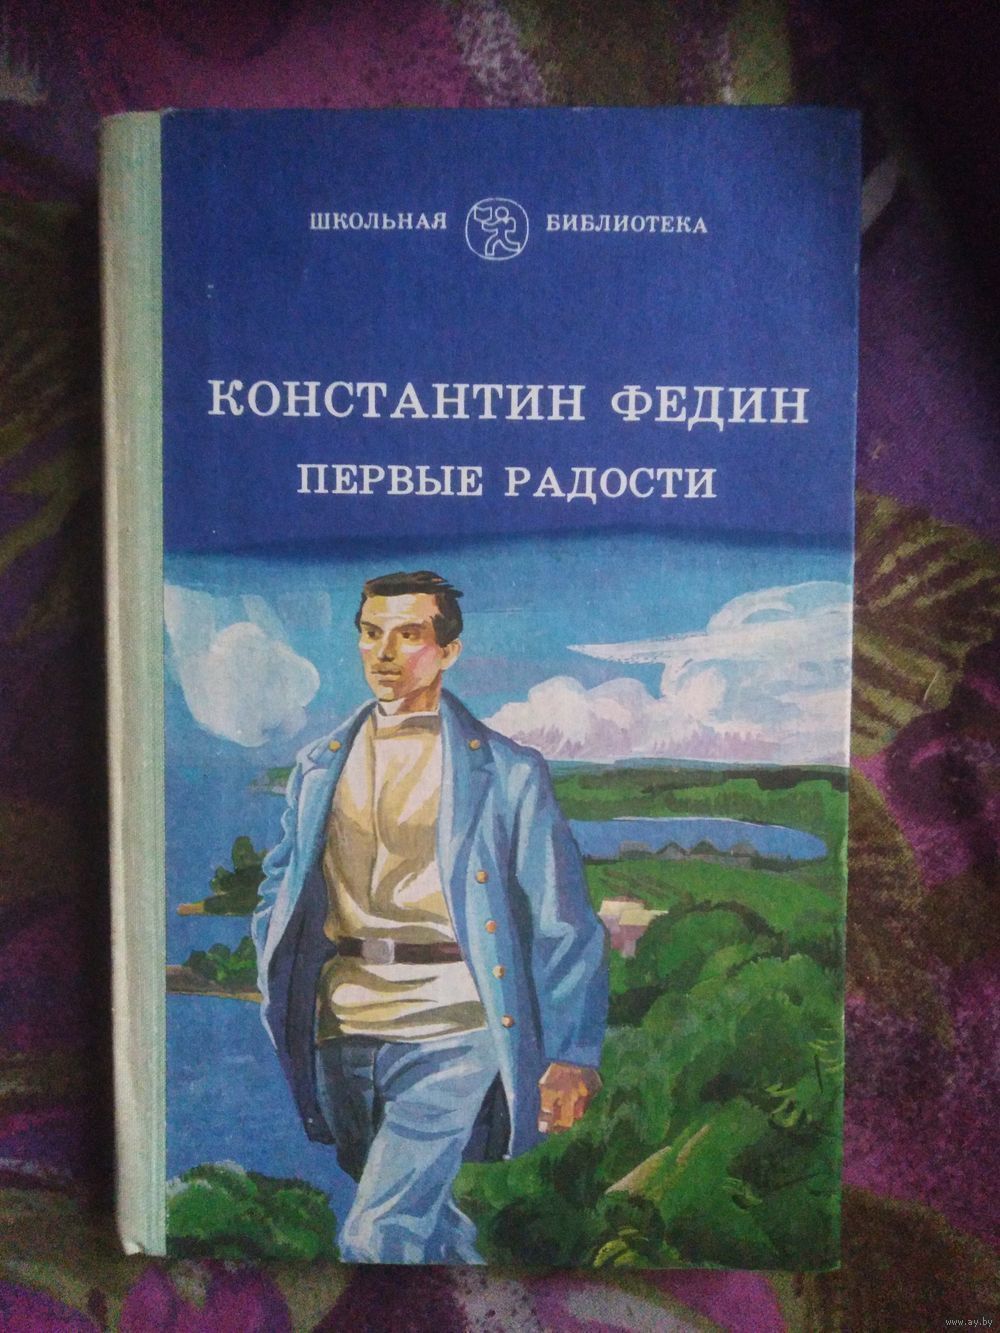 ШКОЛЬНАЯ БИБЛИОТЕКА
КОНСТАНТИН ФЕДИН
ПЕРВЫЕ РАДОСТИ
www.ay.by